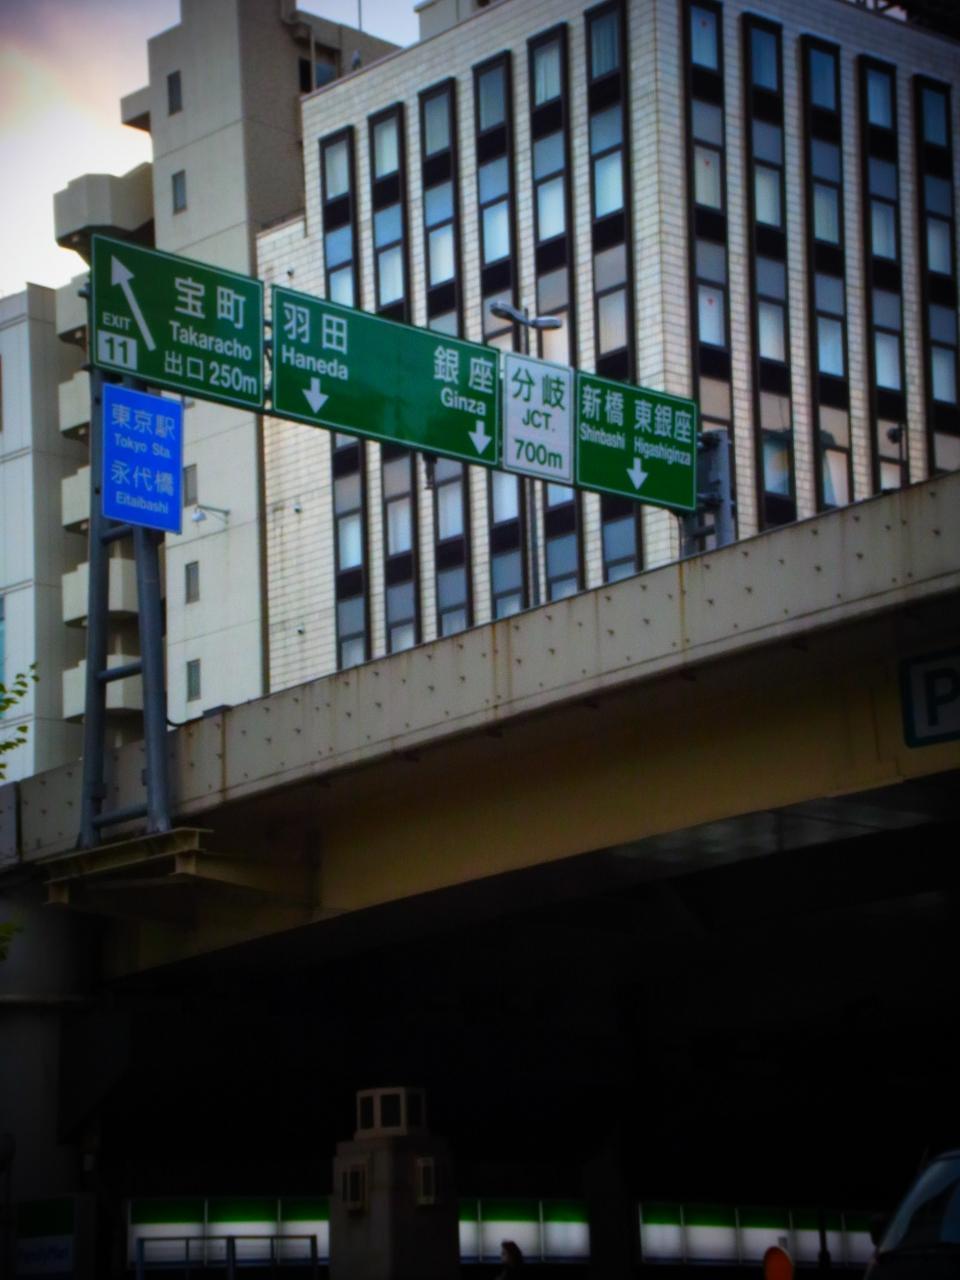 宝町
Takaracho
EXIT
11
出口 250m
羽田
Haneda
銀座
Ginza
分岐
JCT.
700m
新橋 東銀座
Shinbashi Higashiginza
東京駅
Tokyo Sta.
永代橋
Eitaibashi
P
FamilyMart